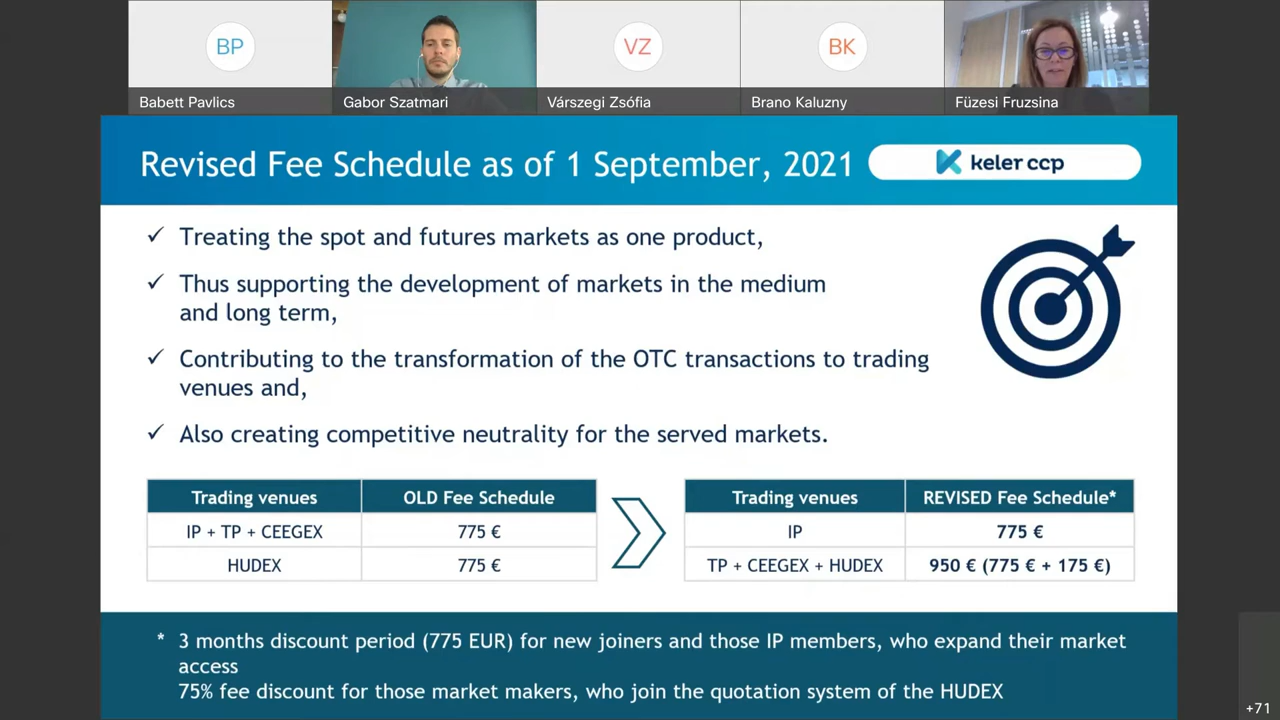 BP
VZ
BK
Babett Pavlics
Gabor Szatmari
Várszegi Zsófia
Brano Kaluzny
Füzesi Fruzsina
Revised Fee Schedule as of 1 September, 2021
keler ccp
✓ Treating the spot and futures markets as one product,
✓ Thus supporting the development of markets in the medium
and long term,
✓ Contributing to the transformation of the OTC transactions to trading
venues and,
✓ Also creating competitive neutrality for the served markets.
Trading venues OLD Fee Schedule
IP + TP + CEEGEX 775 €
HUDEX 775 €
Trading venues REVISED Fee Schedule*
IP 775 €
TP + CEEGEX + HUDEX 950 € (775 € + 175 €)
* 3 months discount period (775 EUR) for new joiners and those IP members, who expand their market
access
75% fee discount for those market makers, who join the quotation system of the HUDEX
+71